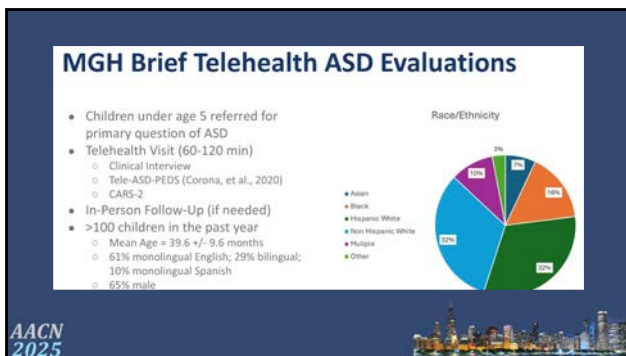 MGH Brief Telehealth ASD Evaluations
• Children under age 5 referred for
primary question of ASD
• Telehealth Visit (60-120 min)
○ Clinical Interview
○ Tele-ASD-PEDS (Corona, et al., 2020)
○ CARS-2
• In-Person Follow-Up (if needed)
• >100 children in the past year
○ Mean Age = 39.6 +/- 9.6 months
○ 61% monolingual English; 29% bilingual;
10% monolingual Spanish
○ 65% male
Race/Ethnicity
3%
7%
10%
16%
32%
32%
Asian
Black
Hispanic White
Non Hispanic White
Multiple
Other
AACN
2025